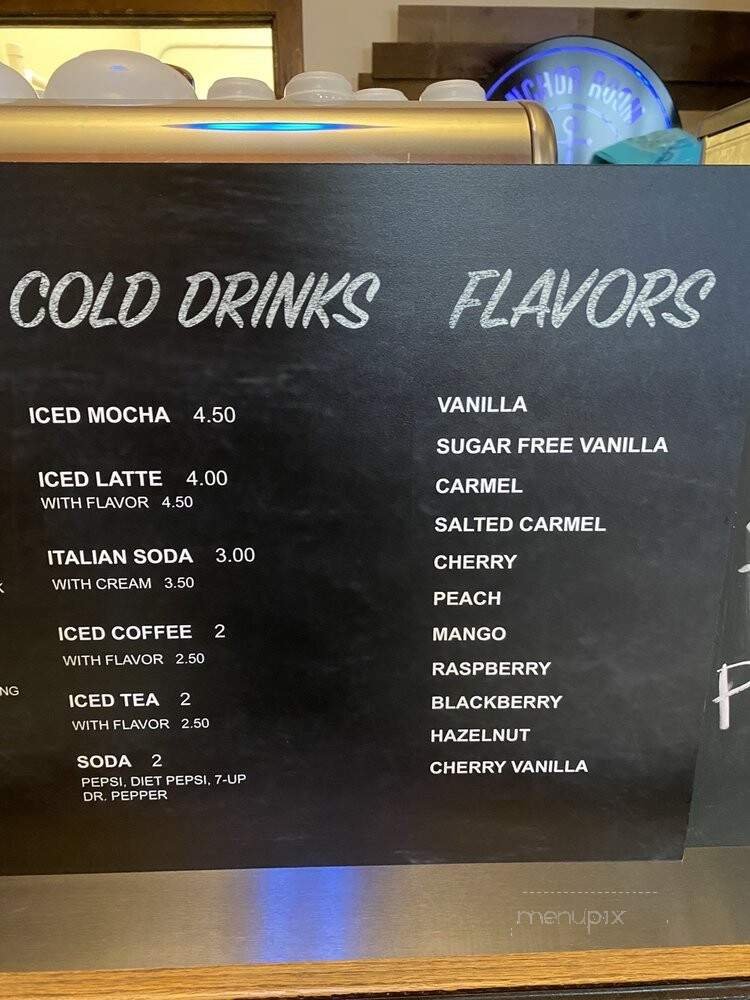 ANCHOR ROOM
COLD DRINKS
ICED MOCHA 4.50
ICED LATTE 4.00
WITH FLAVOR 4.50
ITALIAN SODA 3.00
WITH CREAM 3.50
ICED COFFEE 2
WITH FLAVOR 2.50
ICED TEA 2
WITH FLAVOR 2.50
SODA 2
PEPSI, DIET PEPSI, 7-UP
DR. PEPPER
FLAVORS
VANILLA
SUGAR FREE VANILLA
CARMEL
SALTED CARMEL
CHERRY
PEACH
MANGO
RASPBERRY
BLACKBERRY
HAZELNUT
CHERRY VANILLA
NG
P
menupix